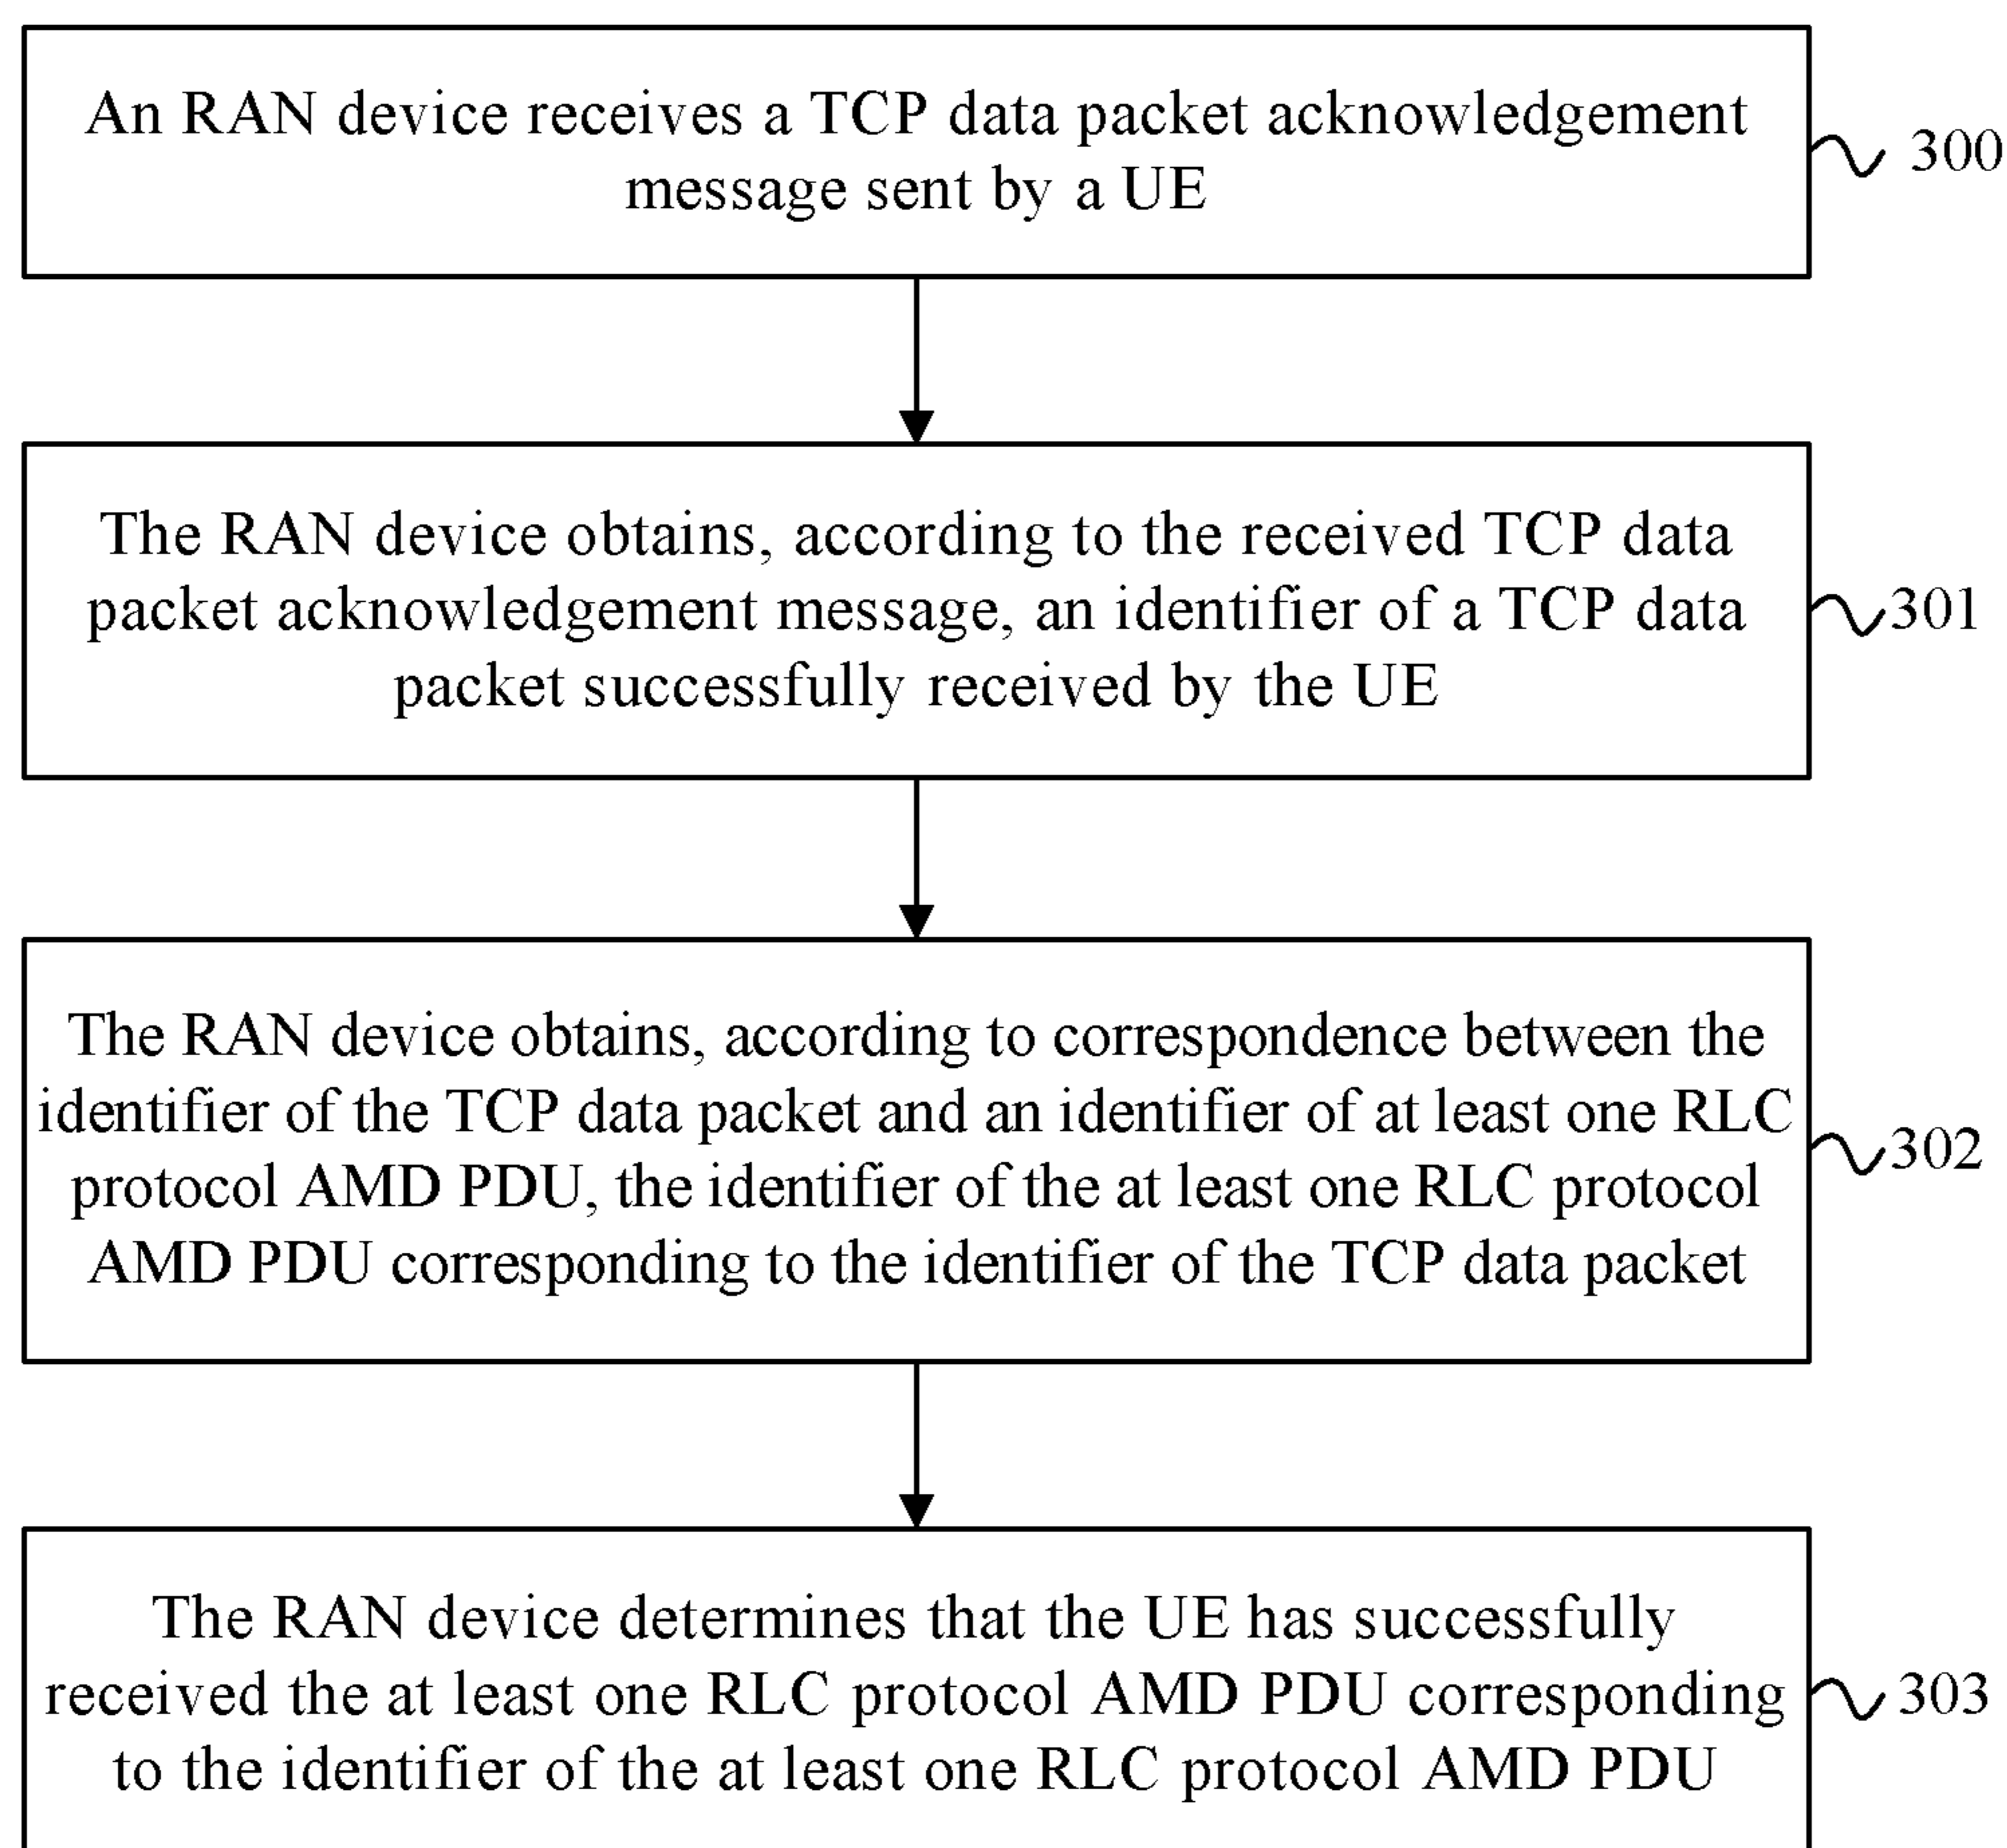 An RAN device receives a TCP data packet acknowledgement
message sent by a UE
300
The RAN device obtains, according to the received TCP data
packet acknowledgement message, an identifier of a TCP data
packet successfully received by the UE
301
The RAN device obtains, according to correspondence between the
identifier of the TCP data packet and an identifier of at least one RLC
protocol AMD PDU, the identifier of the at least one RLC protocol
AMD PDU corresponding to the identifier of the TCP data packet
302
The RAN device determines that the UE has successfully
received the at least one RLC protocol AMD PDU corresponding
to the identifier of the at least one RLC protocol AMD PDU
303